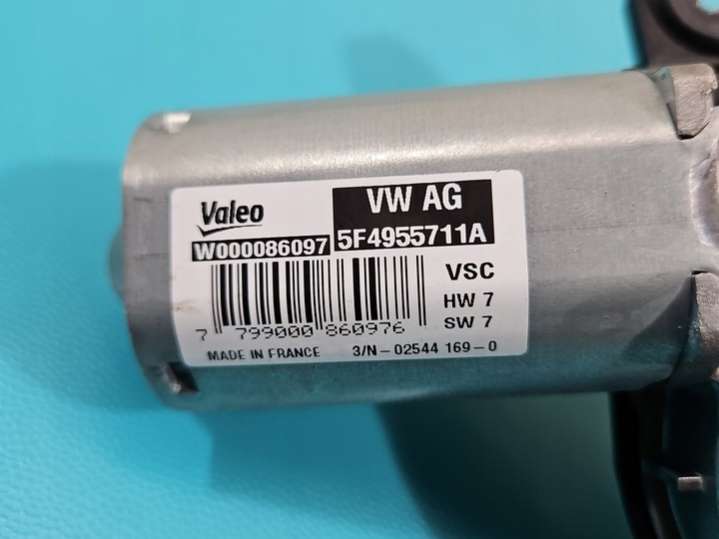 Valeo
VW AG
W000086097
5F4955711A
VSC
HW 7
SW 7
7 799000 860976
MADE IN FRANCE
3/N-02544 169-0